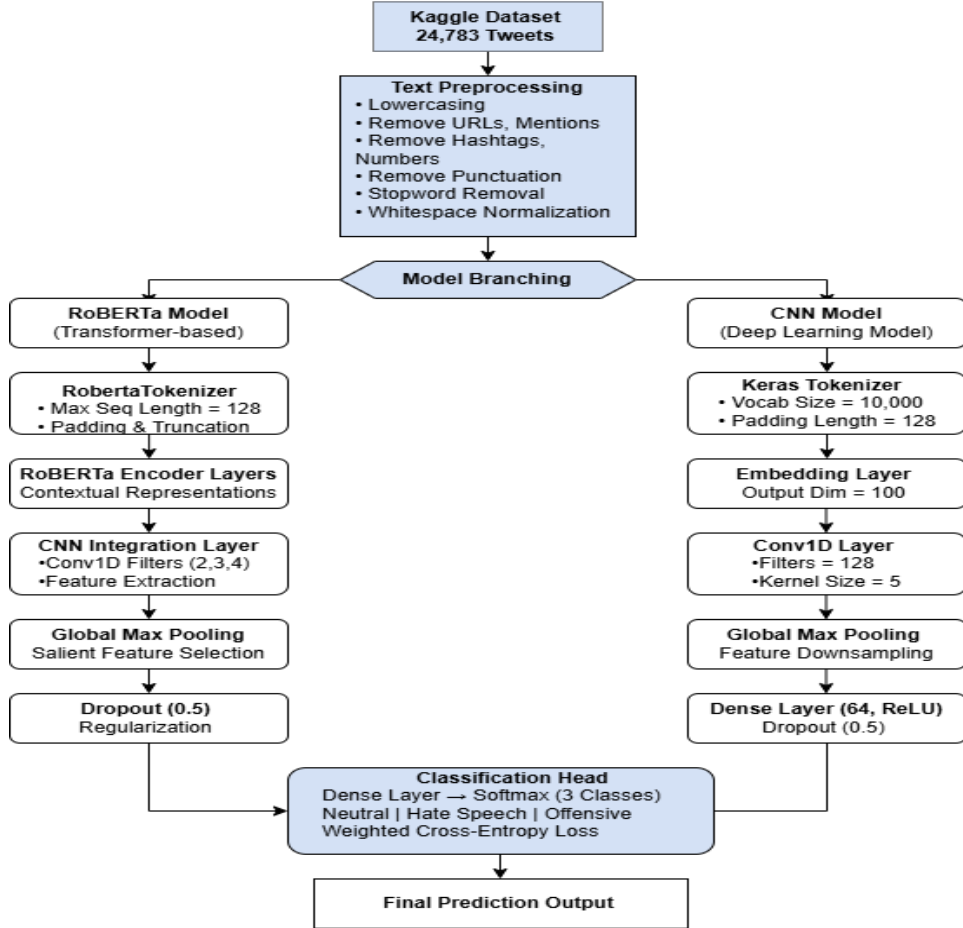 Kaggle Dataset
24,783 Tweets
Text Preprocessing
• Lowercasing
• Remove URLs, Mentions
• Remove Hashtags,
Numbers
• Remove Punctuation
• Stopword Removal
• Whitespace Normalization
Model Branching
RoBERTa Model
(Transformer-based)
RobertaTokenizer
• Max Seq Length = 128
• Padding & Truncation
RoBERTa Encoder Layers
Contextual Representations
CNN Integration Layer
•Conv1D Filters (2,3,4)
•Feature Extraction
Global Max Pooling
Salient Feature Selection
Dropout (0.5)
Regularization
CNN Model
(Deep Learning Model)
Keras Tokenizer
• Vocab Size = 10,000
• Padding Length = 128
Embedding Layer
Output Dim = 100
Conv1D Layer
•Filters = 128
•Kernel Size = 5
Global Max Pooling
Feature Downsampling
Dense Layer (64, ReLU)
Dropout (0.5)
Classification Head
Dense Layer → Softmax (3 Classes)
Neutral | Hate Speech | Offensive
Weighted Cross-Entropy Loss
Final Prediction Output